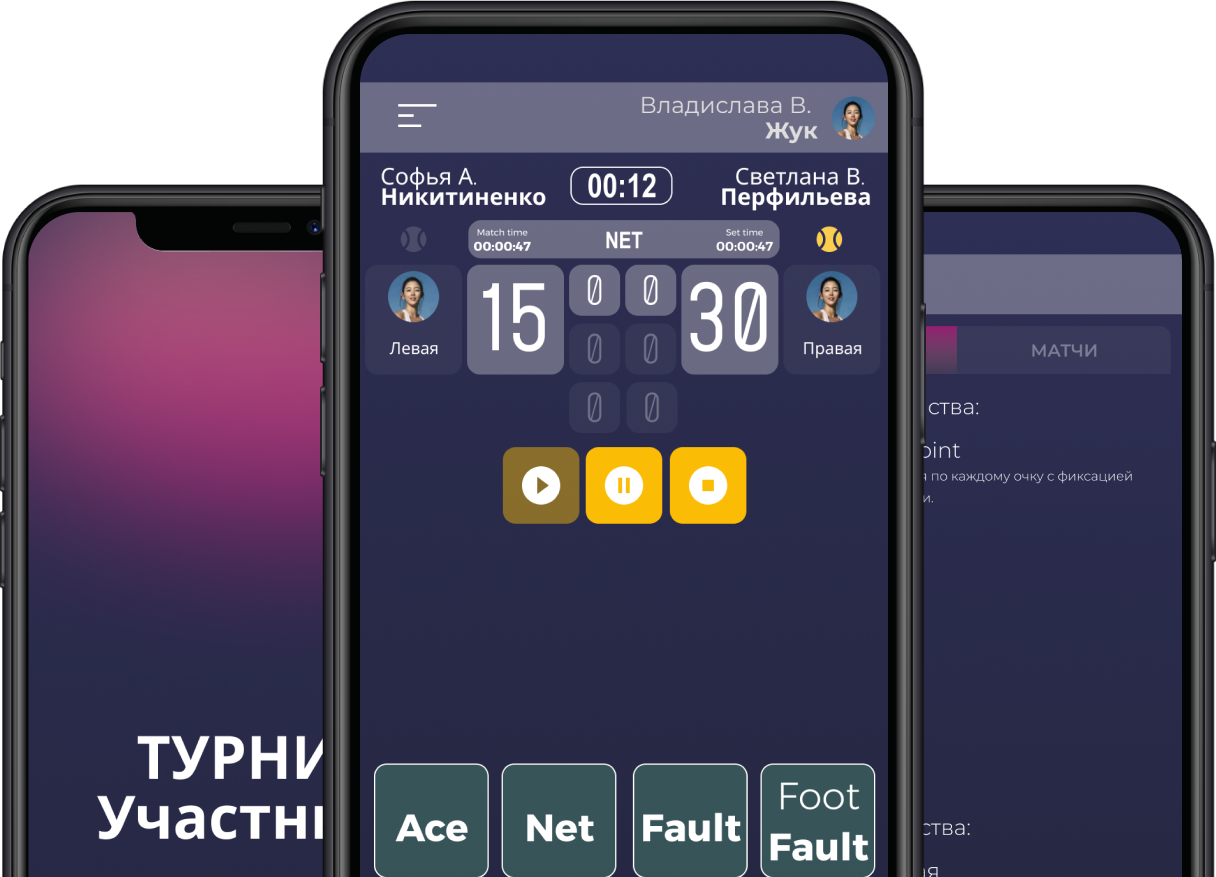 Владислава В.
Жук
Софья А.
Никитиненко
00:12
Светлана В.
Перфильева
Match time
00:00:47
NET
Set time
00:00:47
Левая
15
0 0
30
Правая
0 0
0 0
Ace
Net
Fault
Foot
Fault
ТУРНИ
Участн
МАТЧИ
ства:
oint
я по каждому очку с фиксацией
и.
ства:
ая